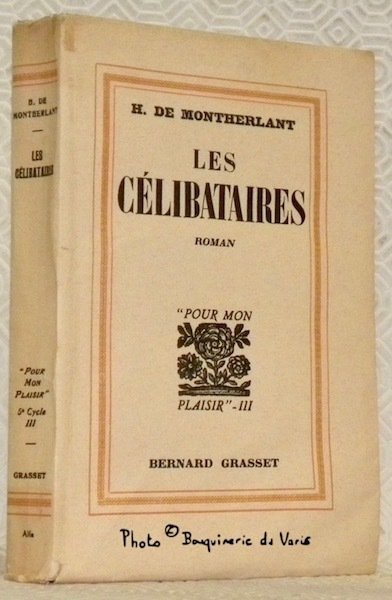 H. DE
MONTHERLANT
LES
CÉLIBATAIRES
"POUR
MON
PLAISIR"
5e Cycle
III
GRASSET
Alfa
H. DE MONTHERLANT
LES
CÉLIBATAIRES
ROMAN
"POUR MON
PLAISIR"-III
BERNARD GRASSET
Photo © Bouquinerie du Varis